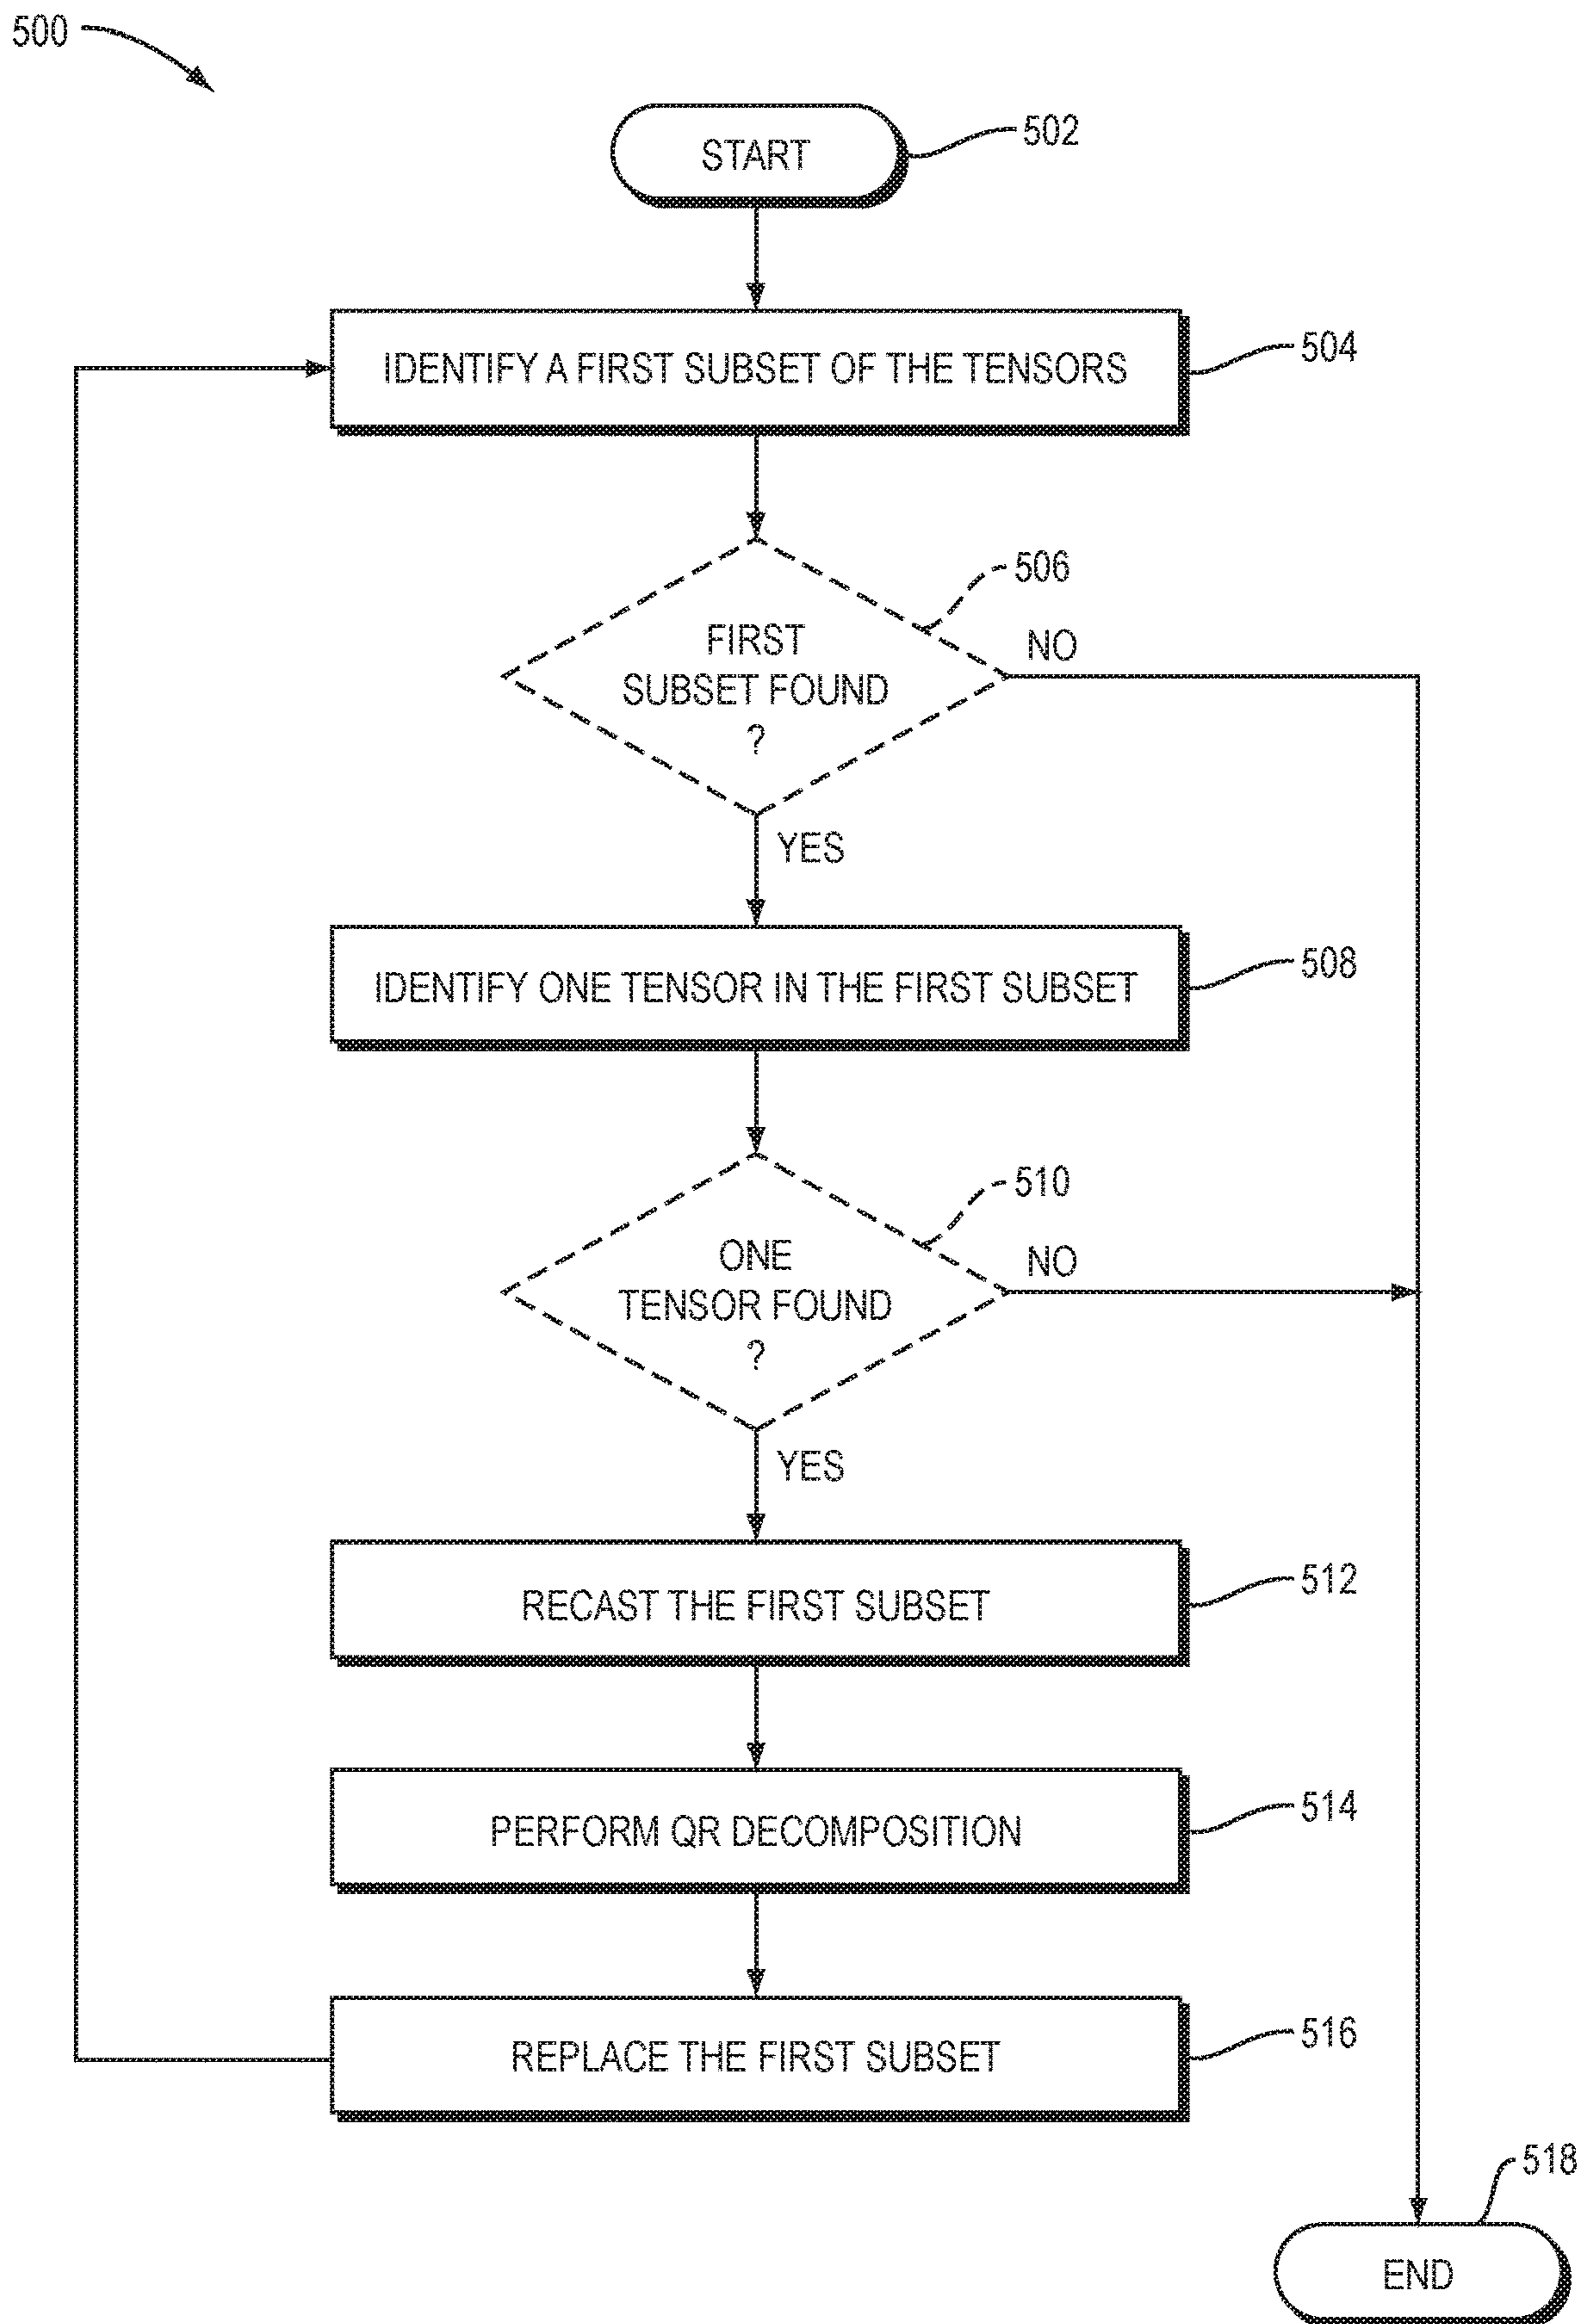 500
START
502
IDENTIFY A FIRST SUBSET OF THE TENSORS
504
506
FIRST
SUBSET FOUND
?
NO
YES
IDENTIFY ONE TENSOR IN THE FIRST SUBSET
508
510
ONE
TENSOR FOUND
?
NO
YES
RECAST THE FIRST SUBSET
512
PERFORM QR DECOMPOSITION
514
REPLACE THE FIRST SUBSET
516
518
END